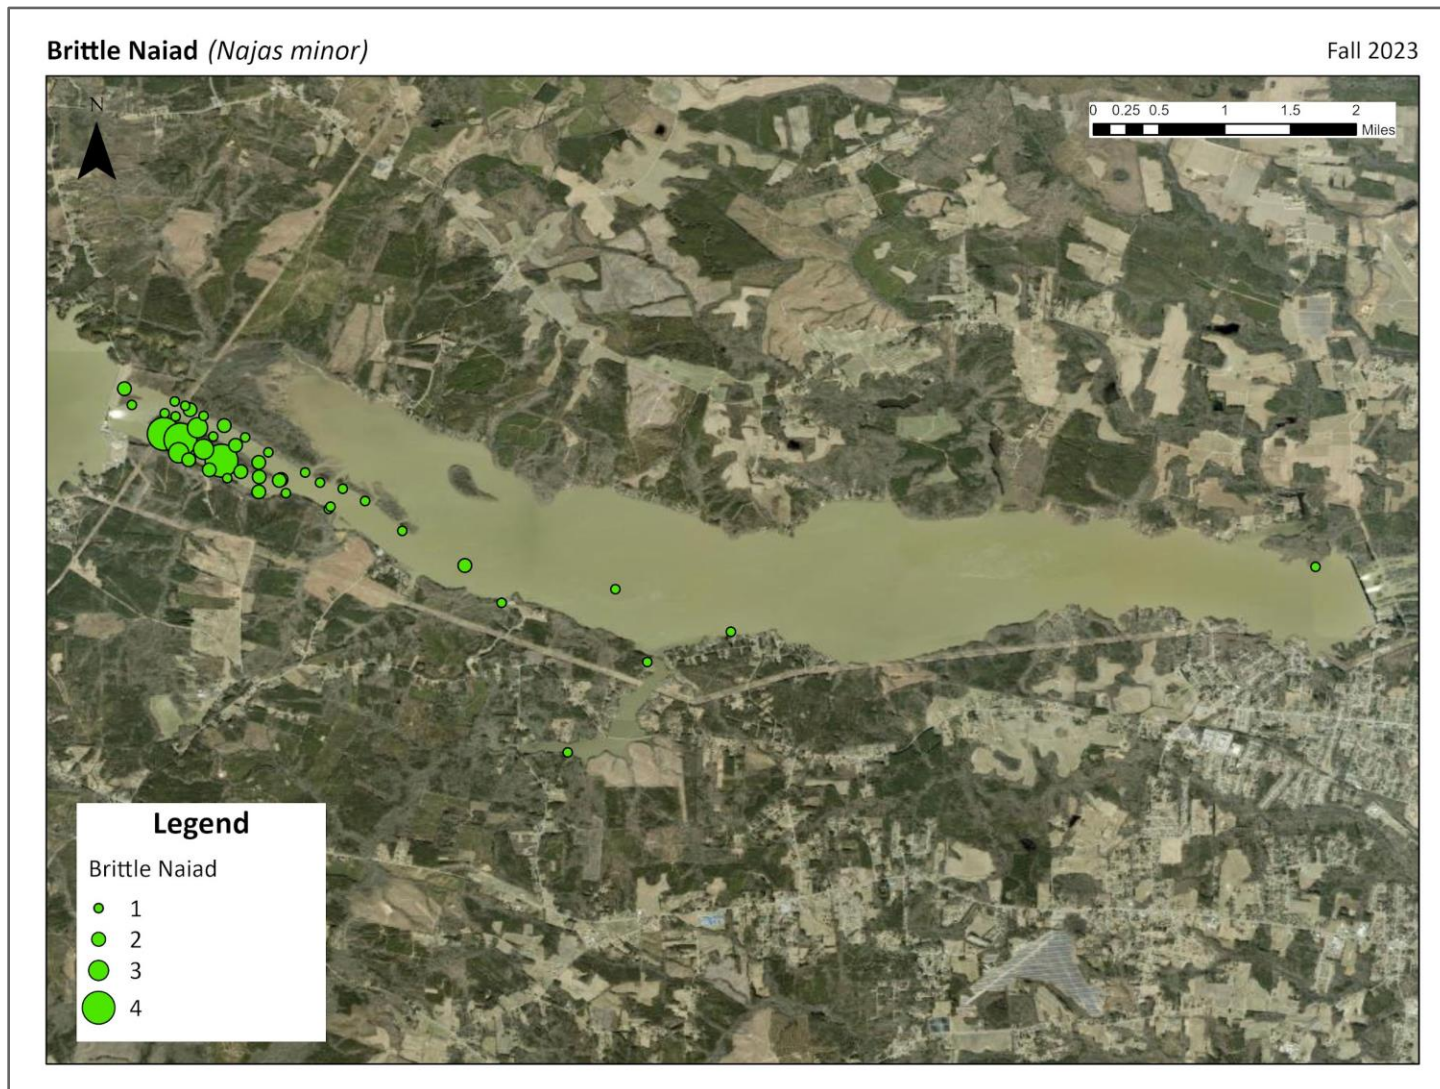 Brittle Naiad (Najas minor)
Fall 2023
N
0 0.25 0.5 1 1.5 2
Miles
Legend
Brittle Naiad
1
2
3
4